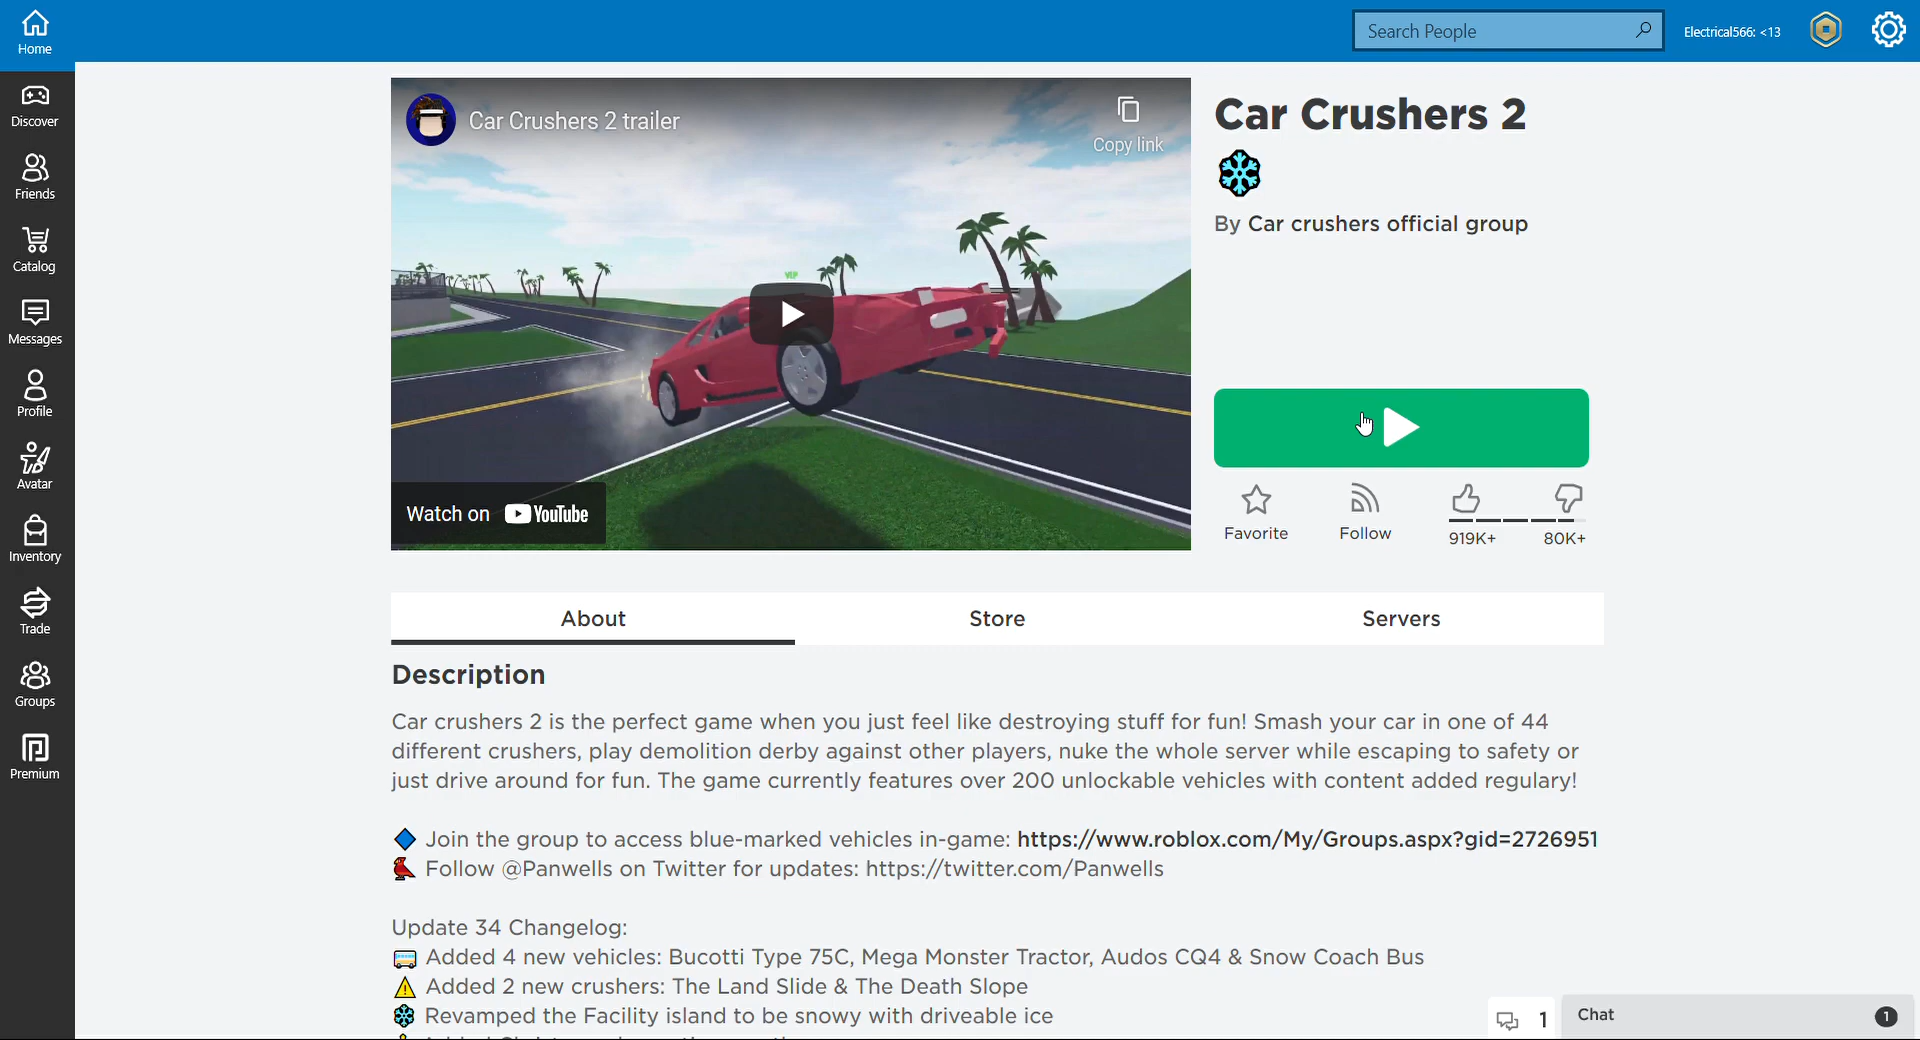 Home
Search People
Electrical566: <13
Discover
Friends
Catalog
Messages
Profile
Avatar
Inventory
Trade
Groups
Premium
Car Crushers 2 trailer
Copy link
VIP
Watch on YouTube
Car Crushers 2
By Car crushers official group
Favorite
Follow
919K+
80K+
About
Store
Servers
Description
Car crushers 2 is the perfect game when you just feel like destroying stuff for fun! Smash your car in one of 44
different crushers, play demolition derby against other players, nuke the whole server while escaping to safety or
just drive around for fun. The game currently features over 200 unlockable vehicles with content added regulary!
Join the group to access blue-marked vehicles in-game: https://www.roblox.com/My/Groups.aspx?gid=2726951
Follow @Panwells on Twitter for updates: https://twitter.com/Panwells
Update 34 Changelog:
Added 4 new vehicles: Bucotti Type 75C, Mega Monster Tractor, Audos CQ4 & Snow Coach Bus
Added 2 new crushers: The Land Slide & The Death Slope
Revamped the Facility island to be snowy with driveable ice
1
Chat
1